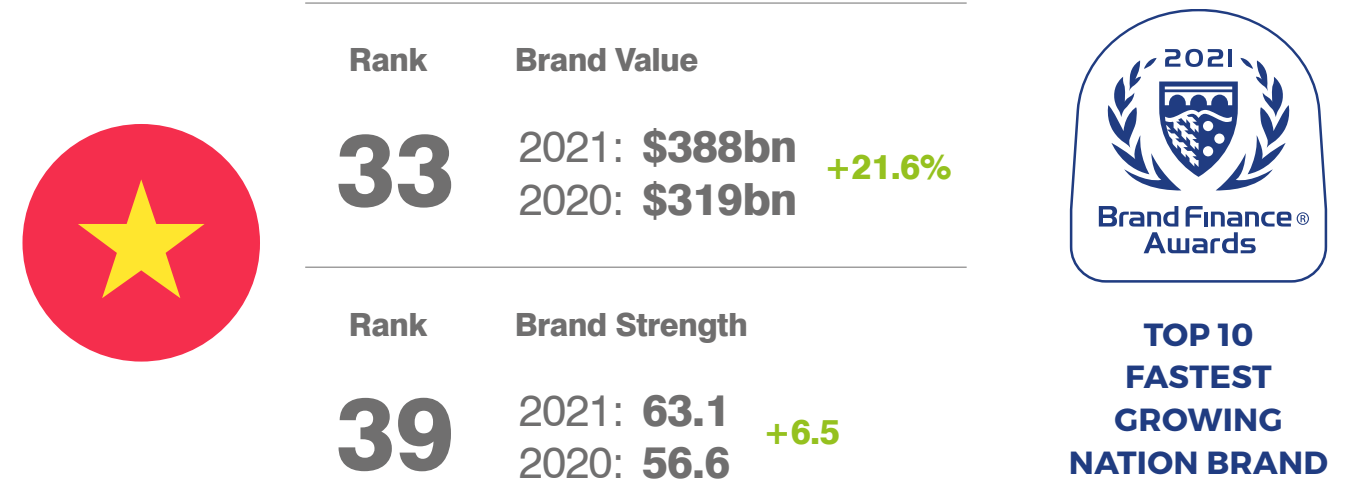 Rank Brand Value
33
2021: $388bn
2020: $319bn
+21.6%
Rank Brand Strength
39
2021: 63.1
2020: 56.6
+6.5
2021
Brand Finance®
Awards
TOP 10
FASTEST
GROWING
NATION BRAND